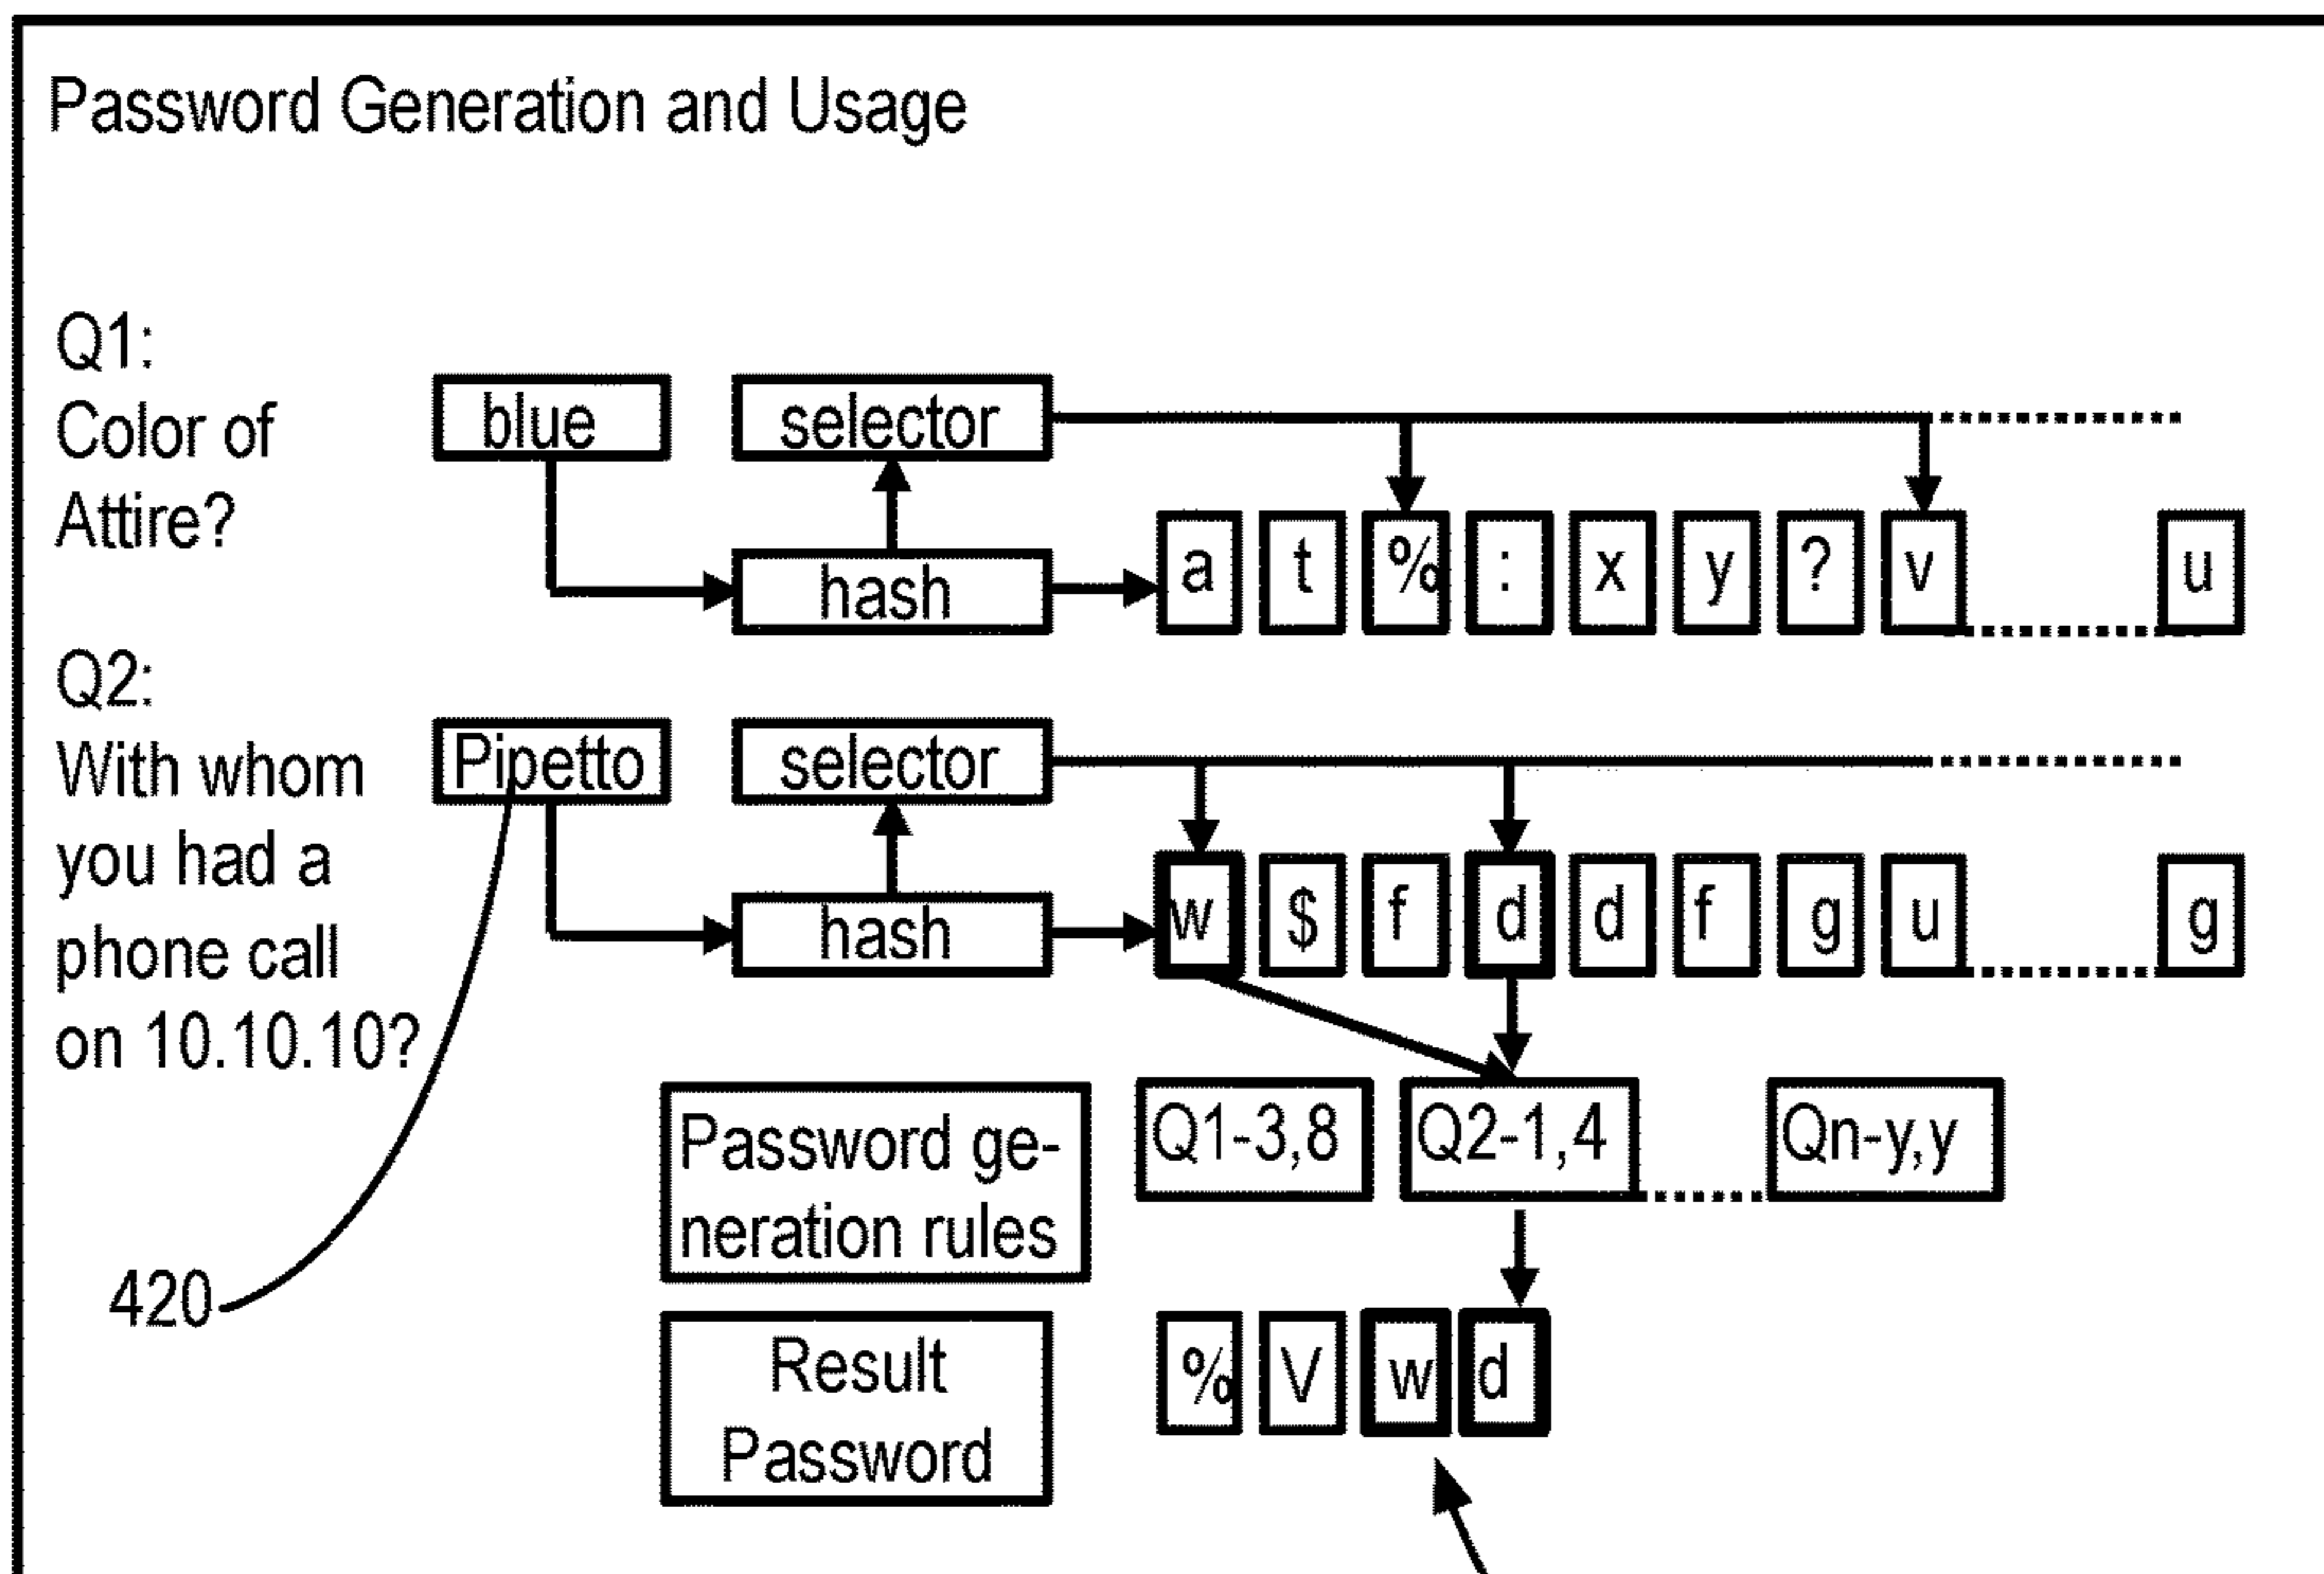 Password Generation and Usage
Q1:
Color of
Attire?
blue
selector
hash
a t % : x y ? v u
Q2:
With whom
you had a
phone call
on 10.10.10?
Pipetto
selector
hash
w $ f d d f g u g
Password ge-
neration rules
Q1-3,8
Q2-1,4
Qn-y,y
420
Result
Password
% V w d